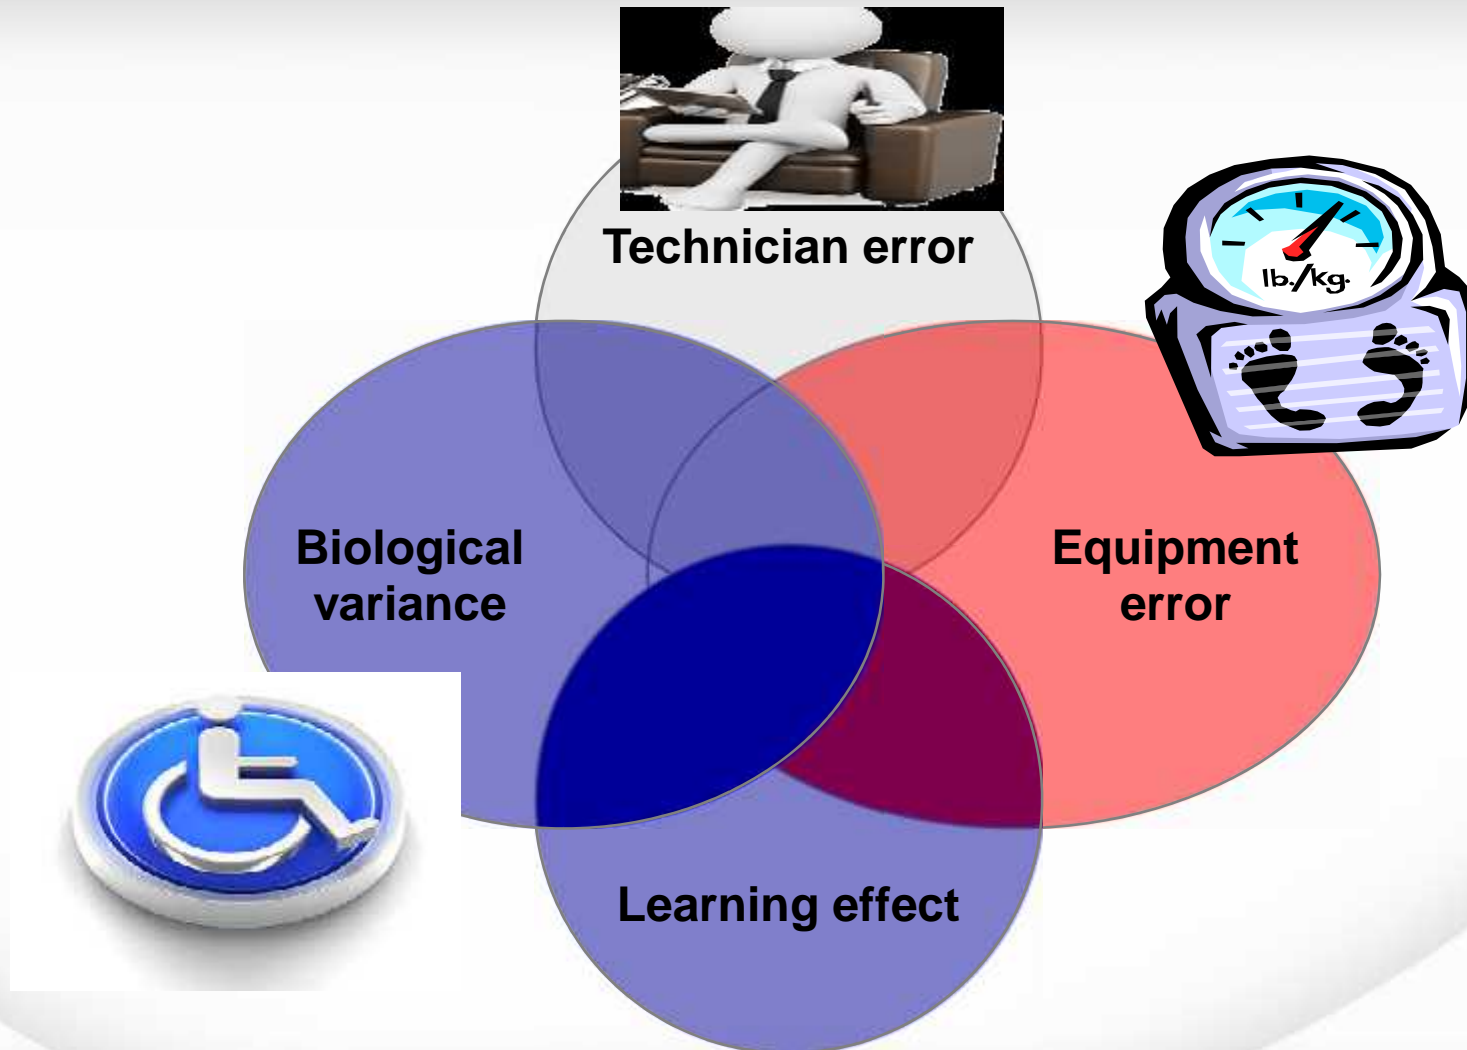 Technician error
lb./kg.
Biological
variance
Equipment
error
Learning effect